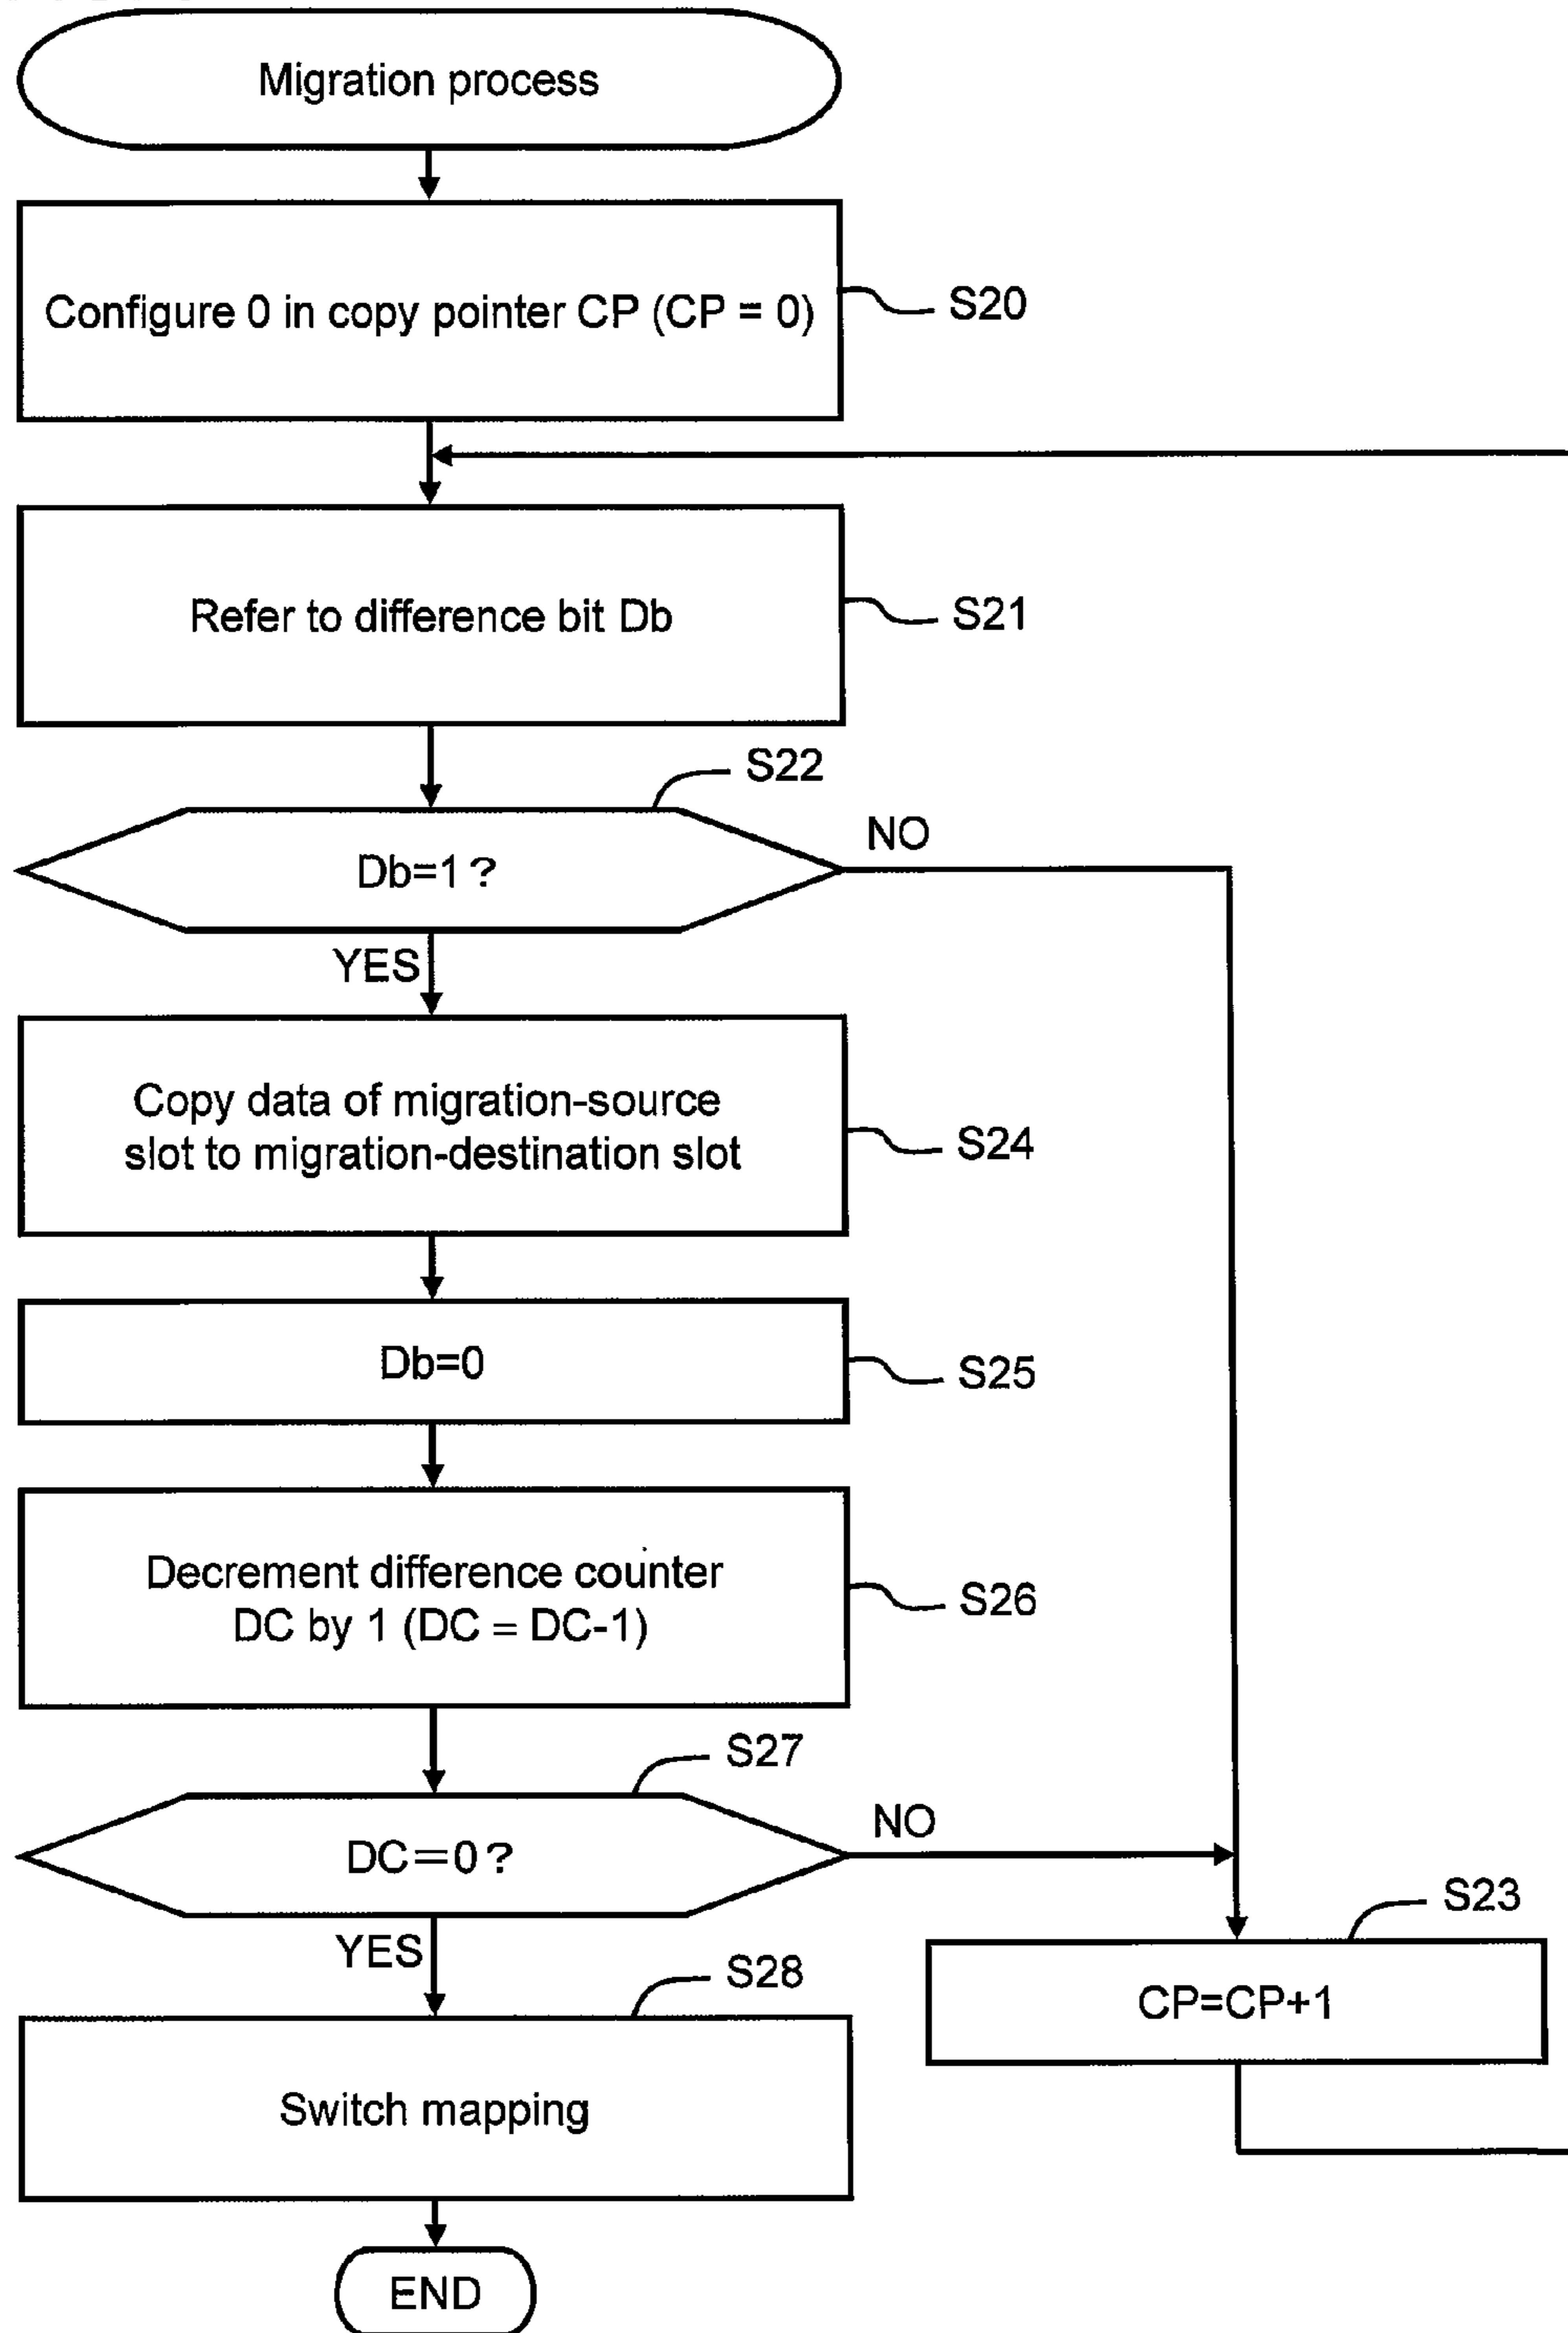 Migration process
Configure 0 in copy pointer CP (CP = 0)
S20
Refer to difference bit Db
S21
S22
Db=1?
NO
YES
Copy data of migration-source
slot to migration-destination slot
S24
Db=0
S25
Decrement difference counter
DC by 1 (DC = DC-1)
S26
S27
DC=0?
NO
YES
S23
CP=CP+1
S28
Switch mapping
END